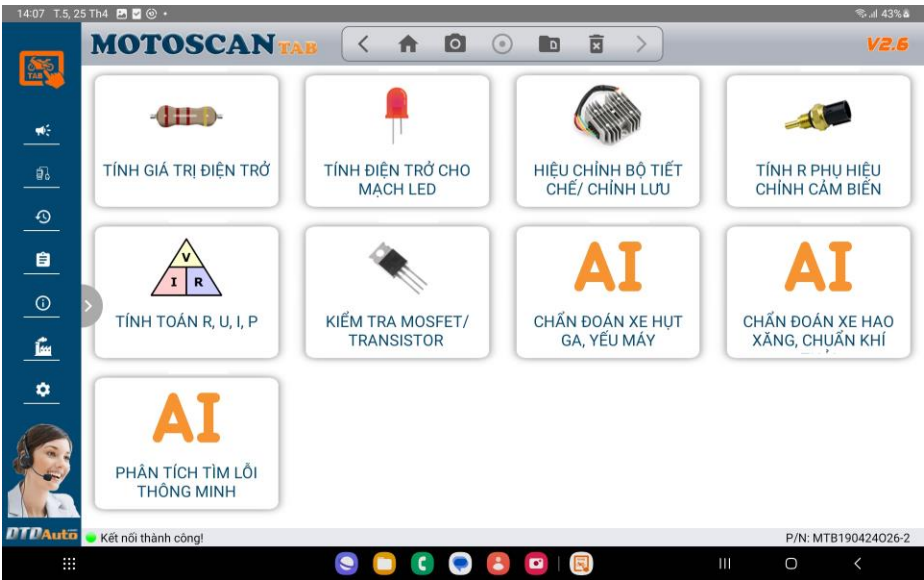 14:07 T.5, 25 Th4
43%
MOTOSCAN TAB
V2.6
TAB
TÍNH GIÁ TRỊ ĐIỆN TRỞ
TÍNH ĐIỆN TRỞ CHO
MẠCH LED
HIỆU CHỈNH BỘ TIẾT
CHẾ/ CHỈNH LƯU
TÍNH R PHỤ HIỆU
CHỈNH CẢM BIẾN
V
I R
TÍNH TOÁN R, U, I, P
KIỂM TRA MOSFET/
TRANSISTOR
AI
CHẨN ĐOÁN XE HỤT
GA, YẾU MÁY
AI
CHẨN ĐOÁN XE HAO
XĂNG, CHUẨN KHÍ
AI
PHÂN TÍCH TÌM LỖI
THÔNG MINH
DTDAuto
Kết nối thành công!
P/N: MTB190424O26-2